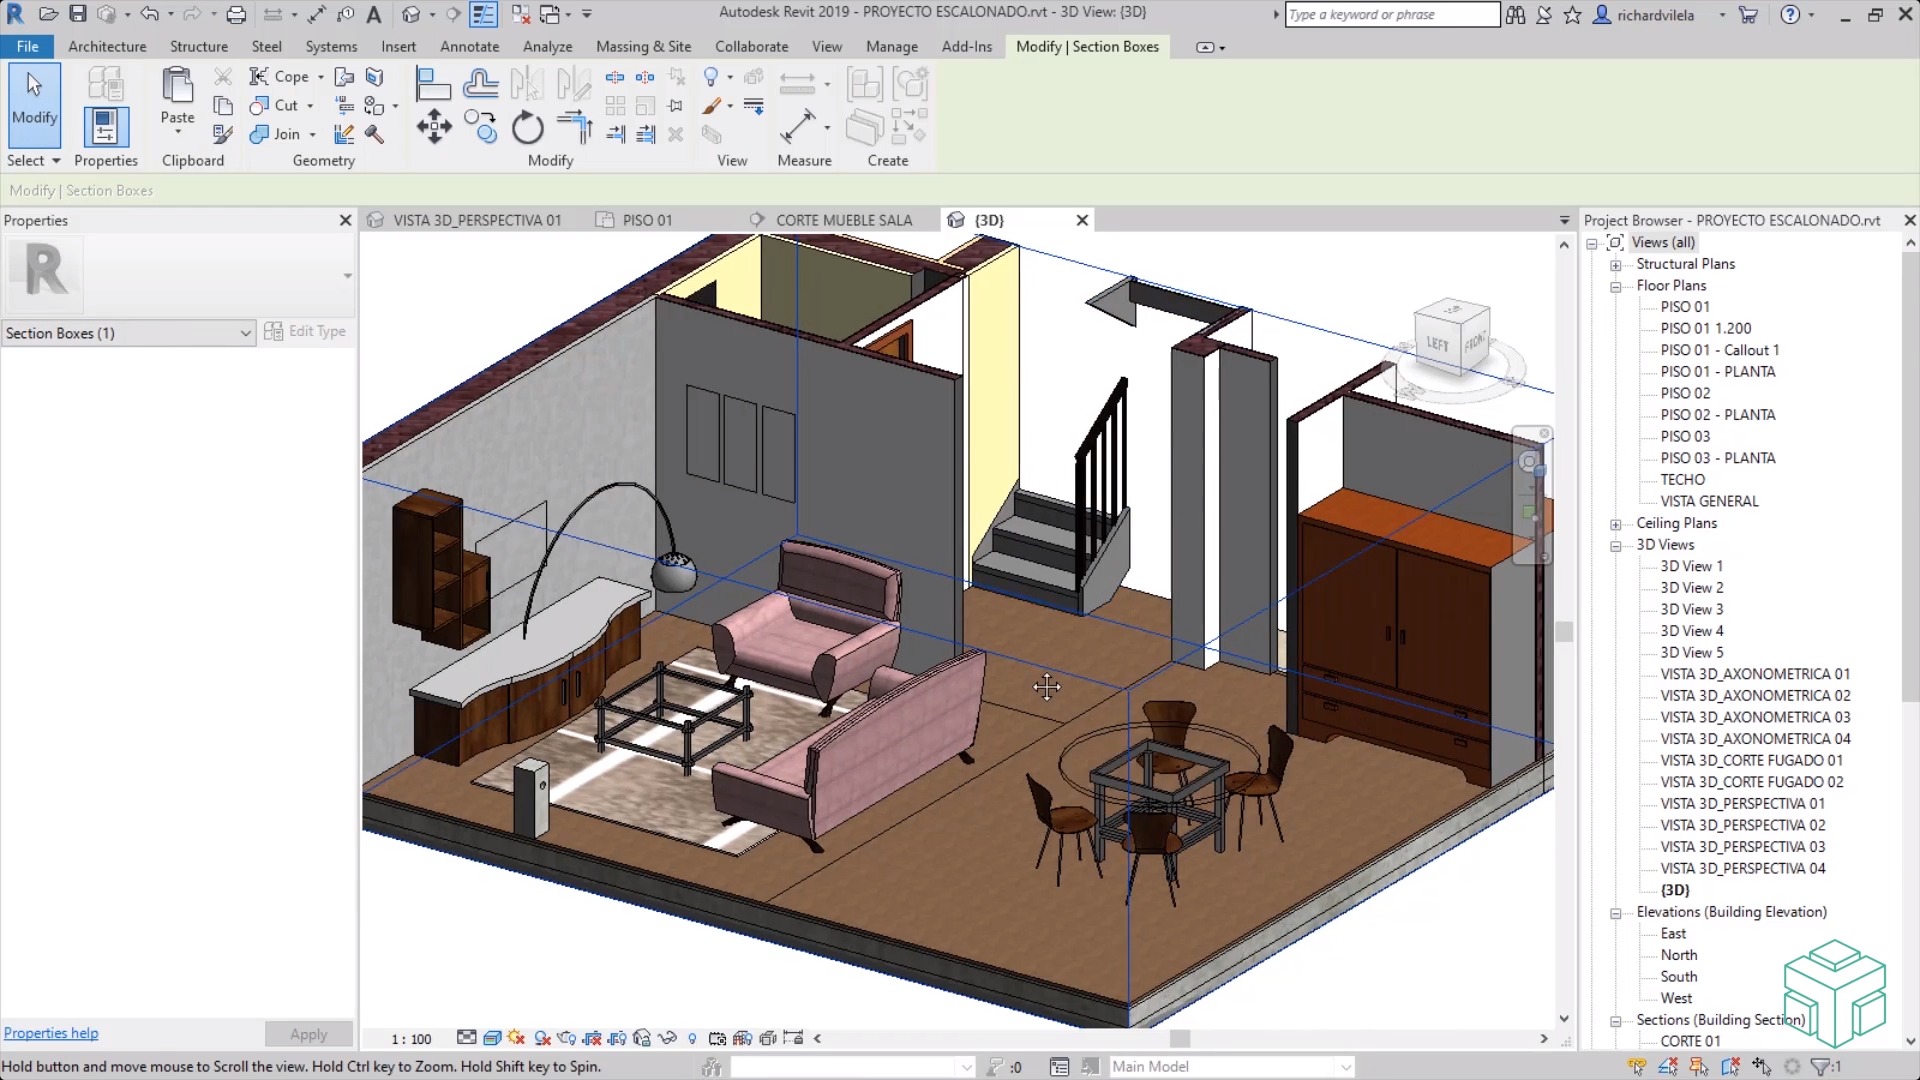 Autodesk Revit 2019 - PROYECTO ESCALONADO.rvt - 3D View: {3D}
Type a keyword or phrase
richardvilela
File
Architecture
Structure
Steel
Systems
Insert
Annotate
Analyze
Massing & Site
Collaborate
View
Manage
Add-Ins
Modify | Section Boxes
Modify
Paste
Cope
Cut
Join
Select
Properties
Clipboard
Geometry
Modify
View
Measure
Create
Modify | Section Boxes
Properties
VISTA 3D_PERSPECTIVA 01
PISO 01
CORTE MUEBLE SALA
{3D}
Project Browser - PROYECTO ESCALONADO.rvt
Section Boxes (1)
Edit Type
LEFT
FRONT
Views (all)
Structural Plans
Floor Plans
PISO 01
PISO 01 1.200
PISO 01 - Callout 1
PISO 01 - PLANTA
PISO 02
PISO 02 - PLANTA
PISO 03
PISO 03 - PLANTA
TECHO
VISTA GENERAL
Ceiling Plans
3D Views
3D View 1
3D View 2
3D View 3
3D View 4
3D View 5
VISTA 3D_AXONOMETRICA 01
VISTA 3D_AXONOMETRICA 02
VISTA 3D_AXONOMETRICA 03
VISTA 3D_AXONOMETRICA 04
VISTA 3D_CORTE FUGADO 01
VISTA 3D_CORTE FUGADO 02
VISTA 3D_PERSPECTIVA 01
VISTA 3D_PERSPECTIVA 02
VISTA 3D_PERSPECTIVA 03
VISTA 3D_PERSPECTIVA 04
{3D}
Elevations (Building Elevation)
East
North
South
West
Sections (Building Section)
CORTE 01
Properties help
Apply
1 : 100
Hold button and move mouse to Scroll the view. Hold Ctrl key to Zoom. Hold Shift key to Spin.
:0
Main Model
:1